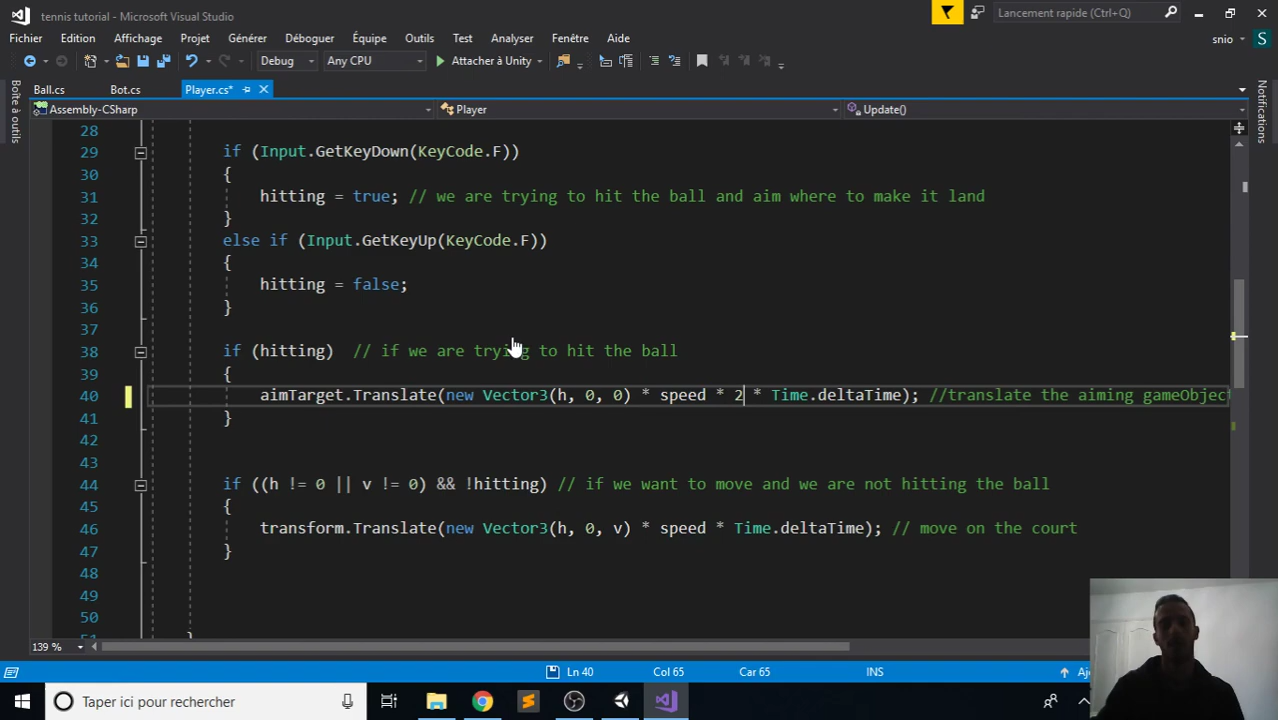 tennis tutorial - Microsoft Visual Studio
Lancement rapide (Ctrl+Q)
Fichier Edition Affichage Projet Générer Déboguer Équipe Outils Test Analyser Fenêtre Aide
snio S
Debug Any CPU Attacher à Unity
Boîte à outils
Ball.cs Bot.cs Player.cs*
Notifications
Assembly-CSharp Player Update()
28
29 if (Input.GetKeyDown(KeyCode.F))
30 {
31 hitting = true; // we are trying to hit the ball and aim where to make it land
32 }
33 else if (Input.GetKeyUp(KeyCode.F))
34 {
35 hitting = false;
36 }
37
38 if (hitting) // if we are trying to hit the ball
39 {
40 aimTarget.Translate(new Vector3(h, 0, 0) * speed * 2 * Time.deltaTime); //translate the aiming gameObjec
41 }
42
43
44 if ((h != 0 || v != 0) && !hitting) // if we want to move and we are not hitting the ball
45 {
46 transform.Translate(new Vector3(h, 0, v) * speed * Time.deltaTime); // move on the court
47 }
48
49
50
51 }
139 %
Ln 40 Col 65 Car 65 INS Aj
Taper ici pour rechercher